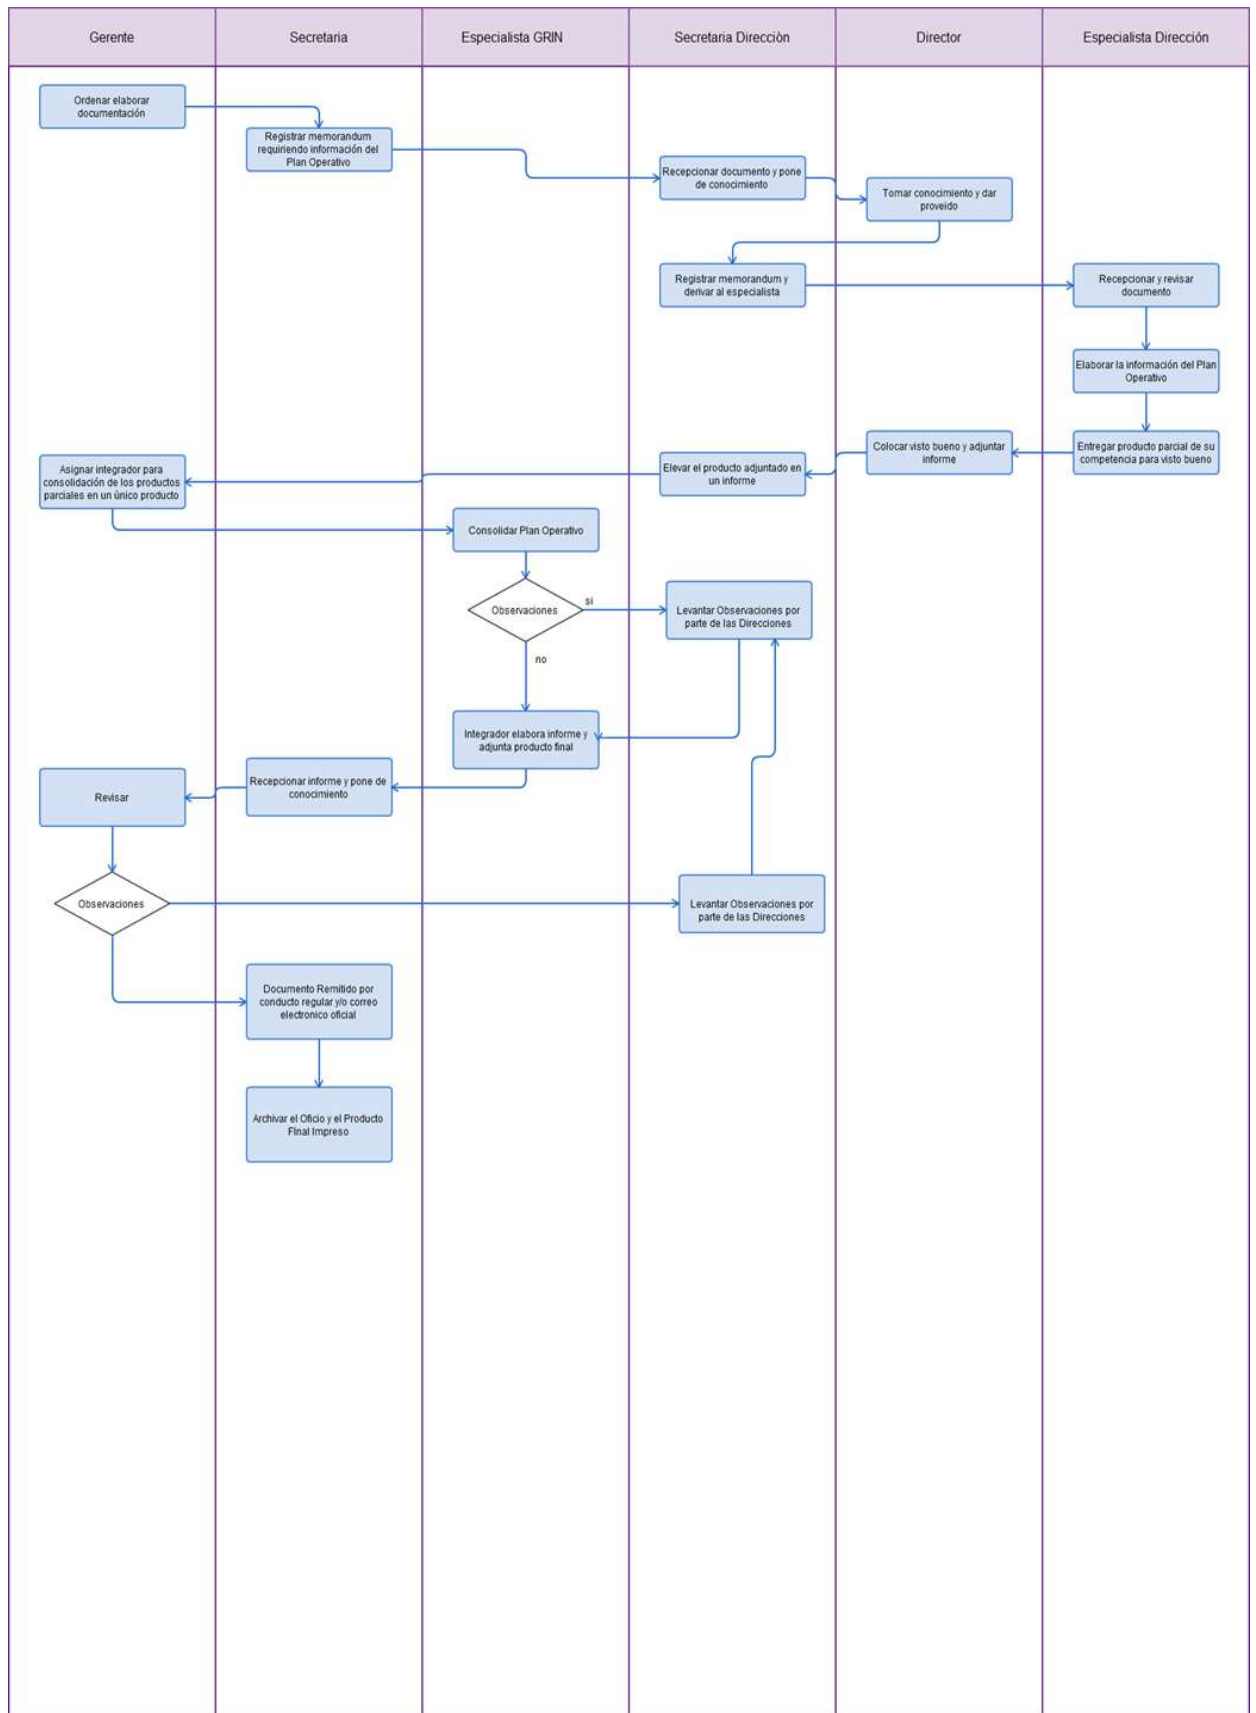 Gerente
Secretaria
Especialista GRIN
Secretaria Direcciòn
Director
Especialista Dirección
Ordenar elaborar
documentación
Registrar memorandum
requiriendo información del
Plan Operativo
Recepcionar documento y pone
de conocimiento
Tomar conocimiento y dar
proveido
Registrar memorandum y
derivar al especialista
Recepcionar y revisar
documento
Elaborar la información del Plan
Operativo
Entregar producto parcial de su
competencia para visto bueno
Colocar visto bueno y adjuntar
informe
Elevar el producto adjuntado en
un informe
Asignar integrador para
consolidación de los productos
parciales en un único producto
Consolidar Plan Operativo
Observaciones
si
no
Levantar Observaciones por
parte de las Direcciones
Integrador elabora informe y
adjunta producto final
Recepcionar informe y pone de
conocimiento
Revisar
Observaciones
Levantar Observaciones por
parte de las Direcciones
Documento Remitido por
conducto regular y/o correo
electronico oficial
Archivar el Oficio y el Producto
FInal Impreso